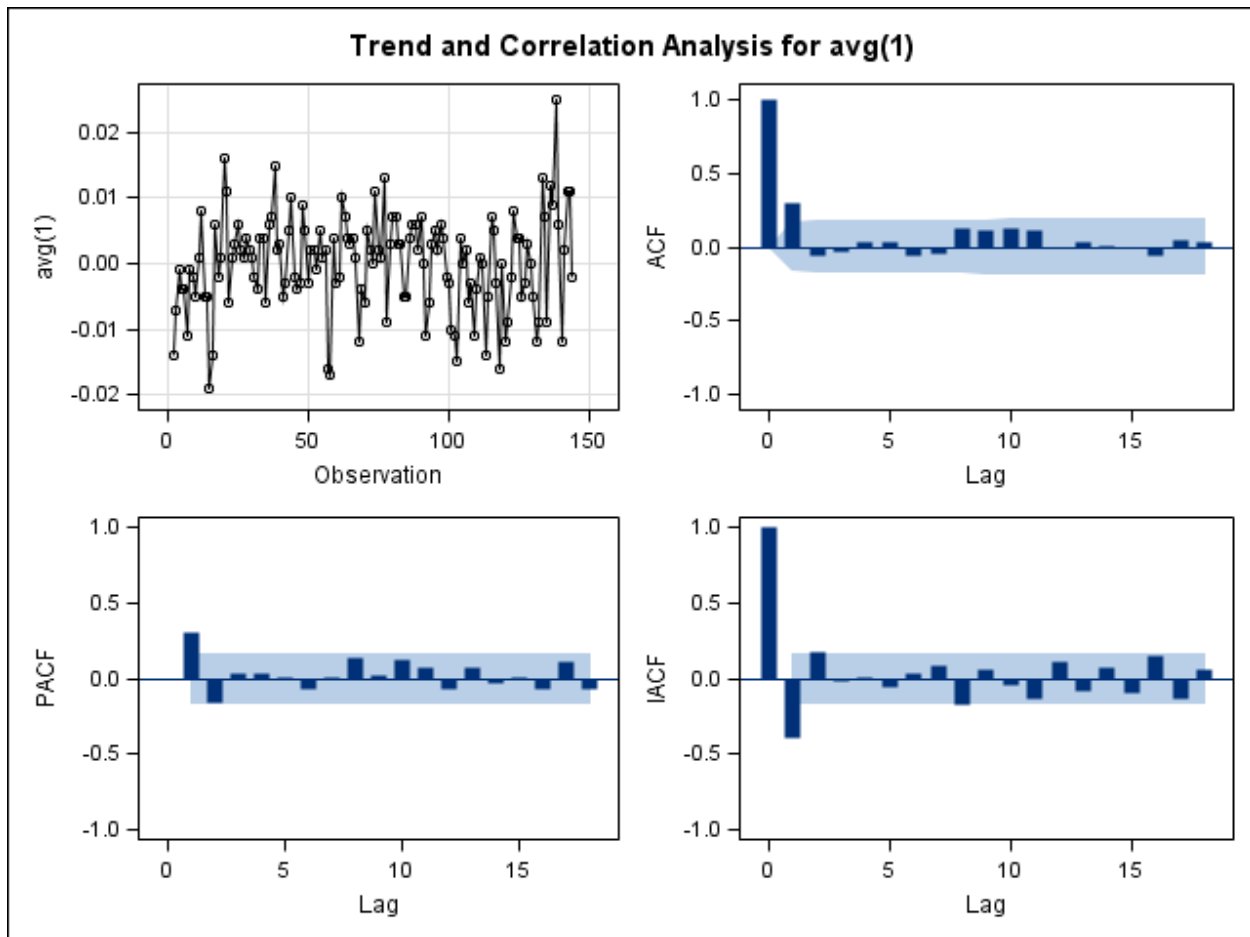 Trend and Correlation Analysis for avg(1)
avg(1)
0.02
0.01
0.00
-0.01
-0.02
0 50 100 150
Observation
ACF
1.0
0.5
0.0
-0.5
-1.0
0 5 10 15
Lag
PACF
1.0
0.5
0.0
-0.5
-1.0
0 5 10 15
Lag
IACF
1.0
0.5
0.0
-0.5
-1.0
0 5 10 15
Lag